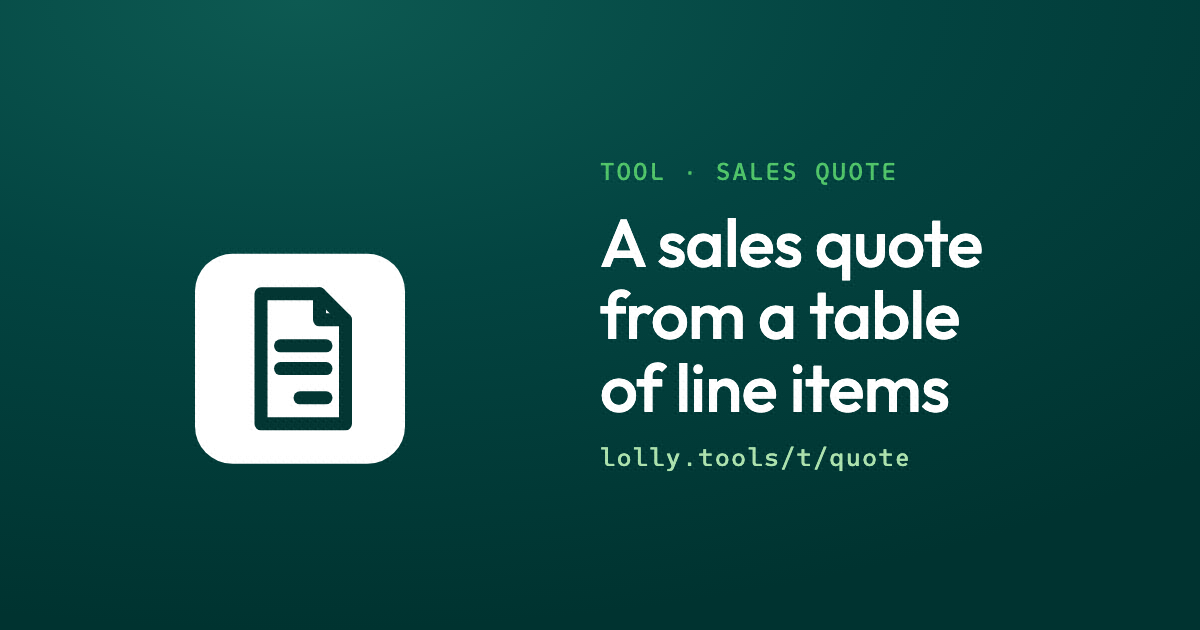 TOOL · SALES QUOTE
A sales quote
from a table
of line items
lolly.tools/t/quote